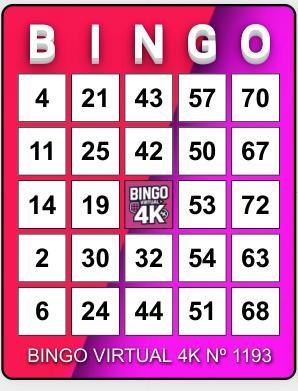 B I N G O
4 21 43 57 70
11 25 42 50 67
14 19 BINGO VIRTUAL 4K 53 72
2 30 32 54 63
6 24 44 51 68
BINGO VIRTUAL 4K Nº 1193